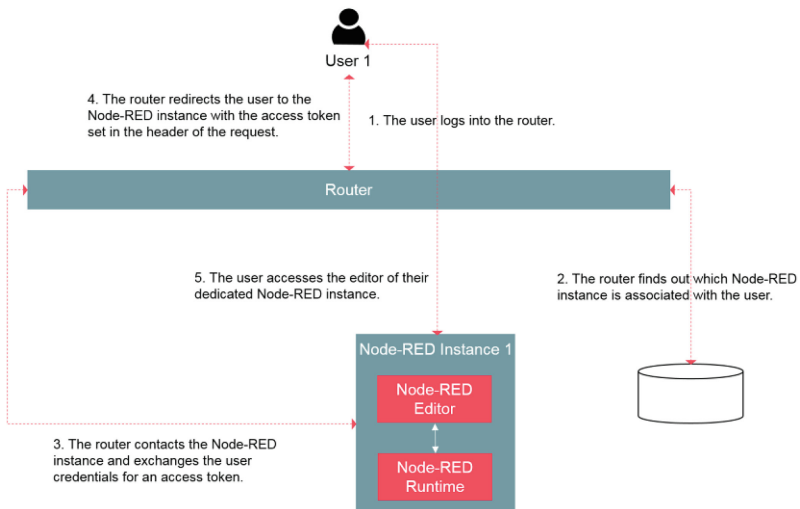 User 1
4. The router redirects the user to the
Node-RED instance with the access token
set in the header of the request.
1. The user logs into the router.
Router
5. The user accesses the editor of their
dedicated Node-RED instance.
2. The router finds out which Node-RED
instance is associated with the user.
Node-RED Instance 1
Node-RED
Editor
3. The router contacts the Node-RED
instance and exchanges the user
credentials for an access token.
Node-RED
Runtime